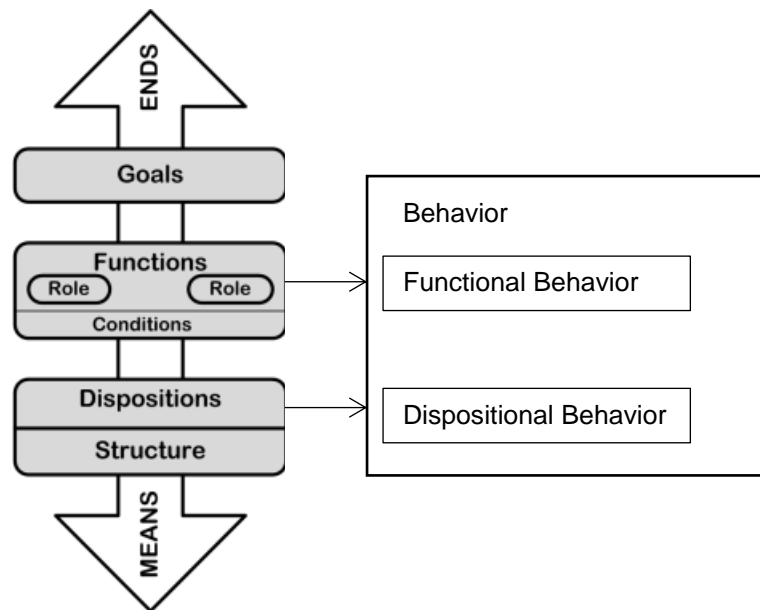 ENDS
Goals
Functions
Role Role
Conditions
Dispositions
Structure
MEANS
Behavior
Functional Behavior
Dispositional Behavior